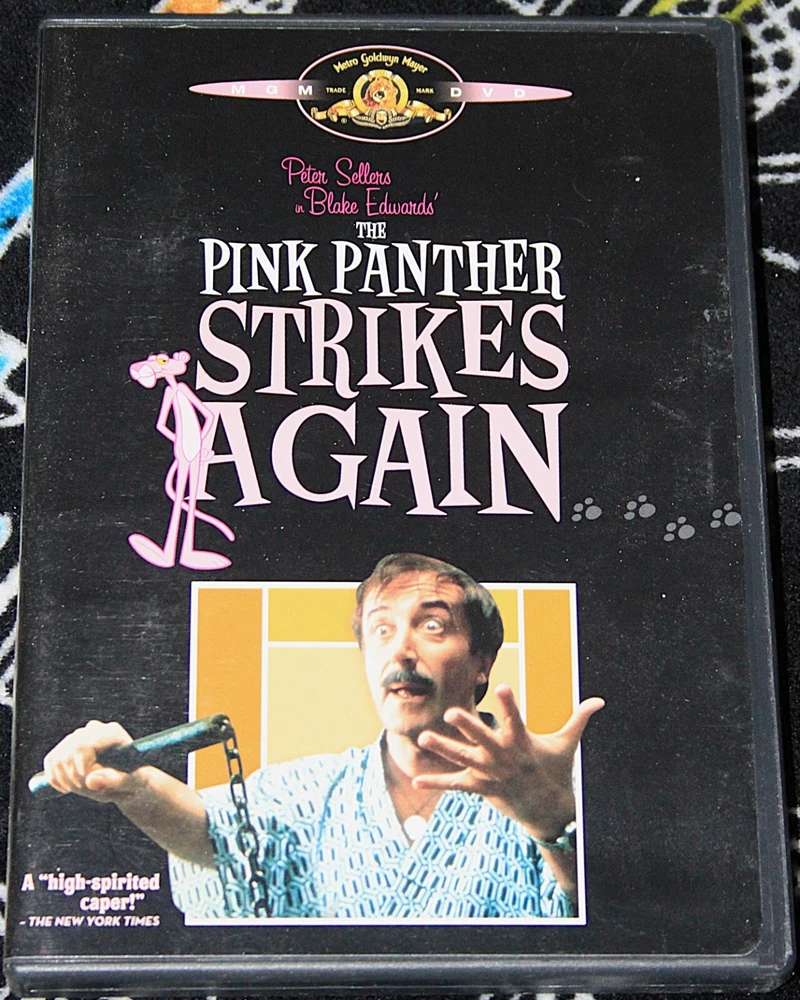 Metro Goldwyn Mayer
MGM TRADE MARK DVD
Peter Sellers
in Blake Edwards'
THE
PINK PANTHER
STRIKES
AGAIN
A "high-spirited
caper!"
- THE NEW YORK TIMES